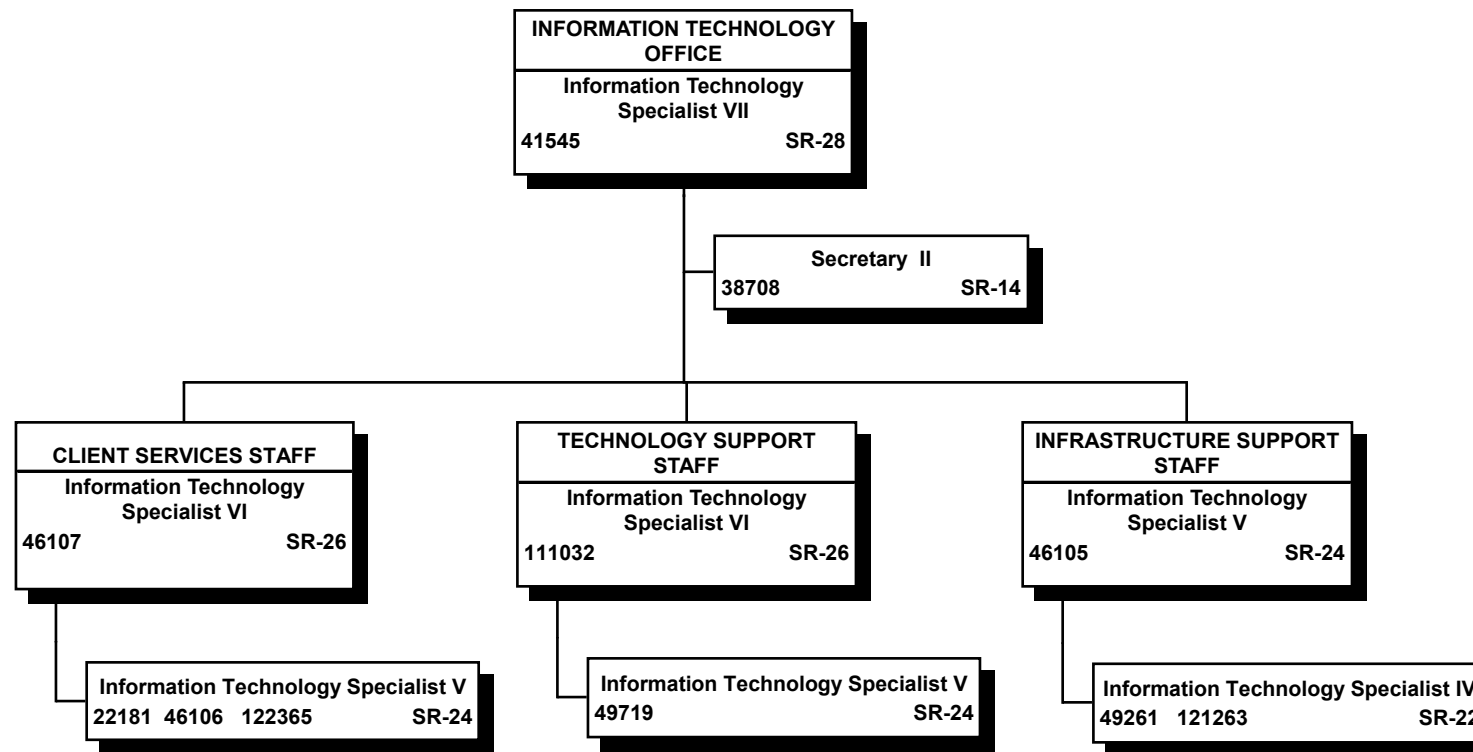 INFORMATION TECHNOLOGY
OFFICE
Information Technology
Specialist VII
41545 SR-28
Secretary II
38708 SR-14
CLIENT SERVICES STAFF
Information Technology
Specialist VI
46107 SR-26
Information Technology Specialist V
22181 46106 122365 SR-24
TECHNOLOGY SUPPORT
STAFF
Information Technology
Specialist VI
111032 SR-26
Information Technology Specialist V
49719 SR-24
INFRASTRUCTURE SUPPORT
STAFF
Information Technology
Specialist V
46105 SR-24
Information Technology Specialist IV
49261 121263 SR-22